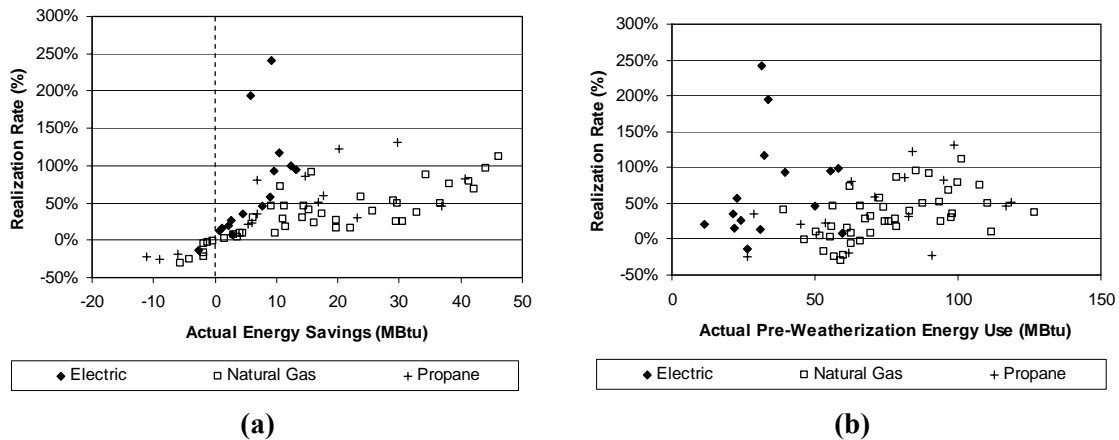 300%
250%
200%
150%
100%
50%
0%
-50%
Realization Rate (%)
-20 -10 0 10 20 30 40 50
Actual Energy Savings (MBtu)
Electric Natural Gas Propane
(a)
300%
250%
200%
150%
100%
50%
0%
-50%
Realization Rate (%)
0 50 100 150
Actual Pre-Weatherization Energy Use (MBtu)
Electric Natural Gas Propane
(b)